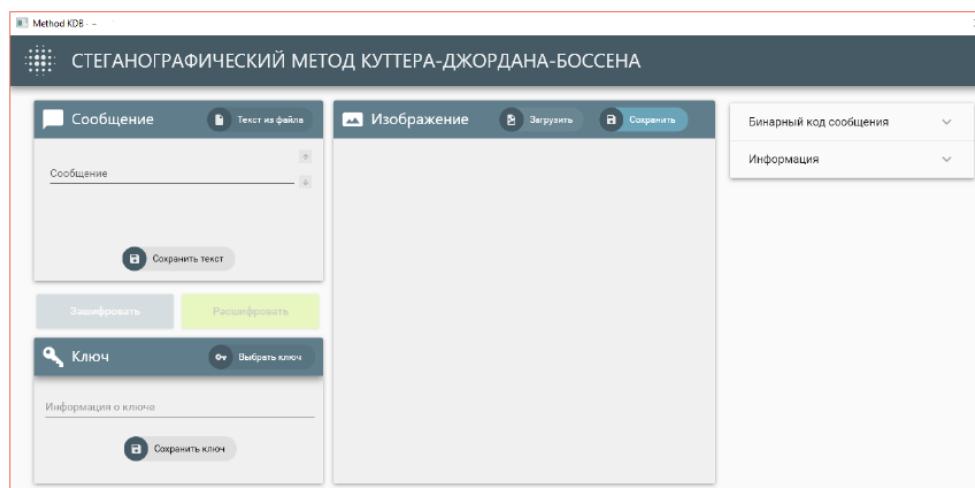 Method KDB - -
СТЕГАНОГРАФИЧЕСКИЙ МЕТОД КУТТЕРА-ДЖОРДАНА-БОССЕНА
Сообщение
Текст из файла
Сообщение
Сохранить текст
Зашифровать
Расшифровать
Ключ
Выбрать ключ
Информация о ключе
Сохранить ключ
Изображение
Загрузить
Сохранить
Бинарный код сообщения
Информация